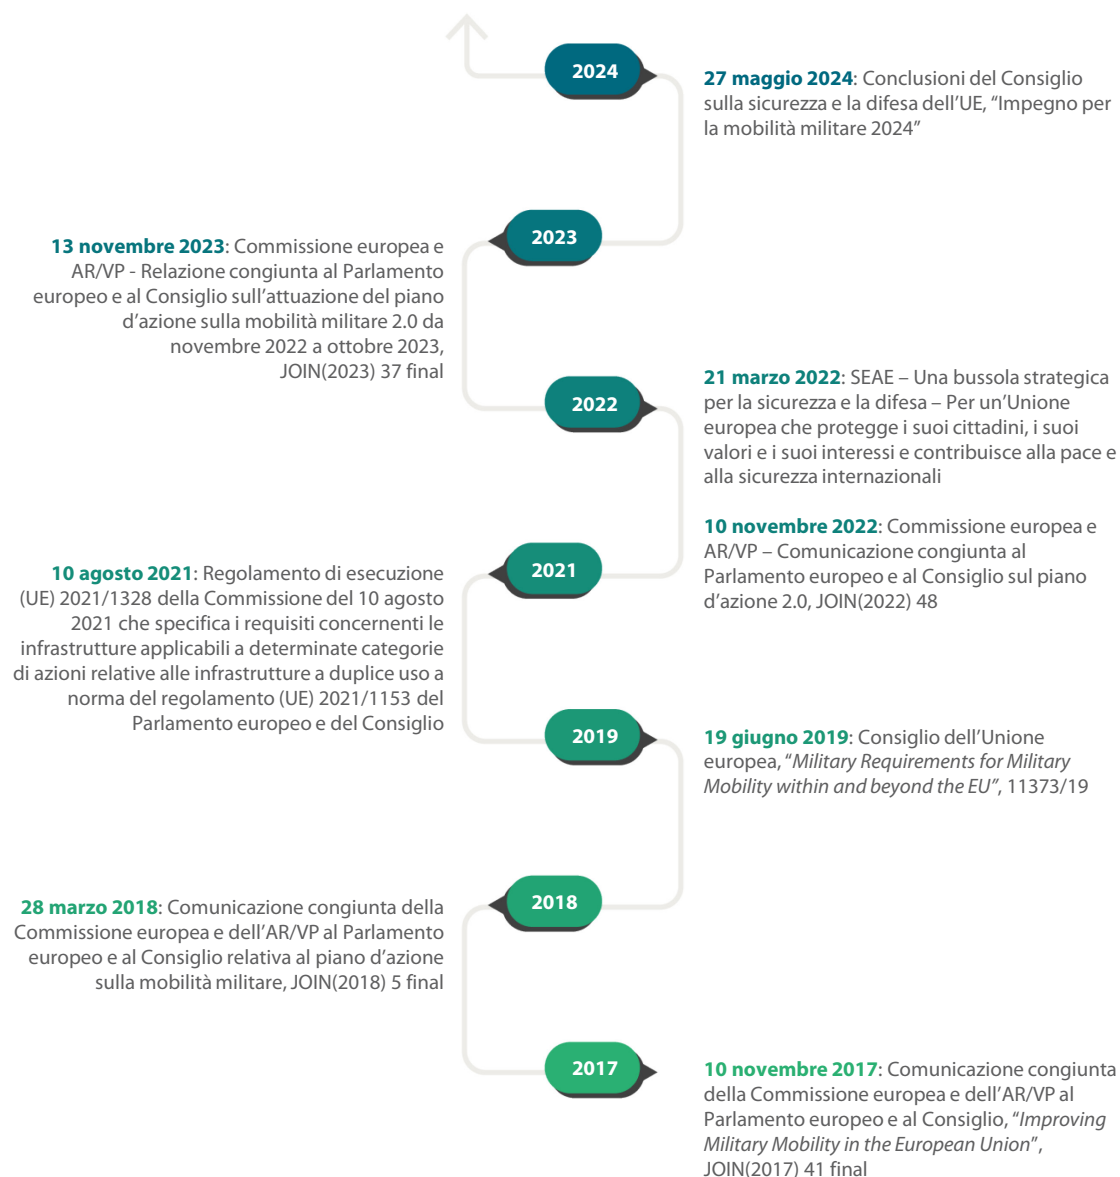 2024
27 maggio 2024: Conclusioni del Consiglio
sulla sicurezza e la difesa dell’UE, “Impegno per
la mobilità militare 2024”
2023
13 novembre 2023: Commissione europea e
AR/VP - Relazione congiunta al Parlamento
europeo e al Consiglio sull’attuazione del piano
d’azione sulla mobilità militare 2.0 da
novembre 2022 a ottobre 2023,
JOIN(2023) 37 final
2022
21 marzo 2022: SEAE – Una bussola strategica
per la sicurezza e la difesa – Per un’Unione
europea che protegge i suoi cittadini, i suoi
valori e i suoi interessi e contribuisce alla pace e
alla sicurezza internazionali
10 novembre 2022: Commissione europea e
AR/VP – Comunicazione congiunta al
Parlamento europeo e al Consiglio sul piano
d’azione 2.0, JOIN(2022) 48
2021
10 agosto 2021: Regolamento di esecuzione
(UE) 2021/1328 della Commissione del 10 agosto
2021 che specifica i requisiti concernenti le
infrastrutture applicabili a determinate categorie
di azioni relative alle infrastrutture a duplice uso a
norma del regolamento (UE) 2021/1153 del
Parlamento europeo e del Consiglio
2019
19 giugno 2019: Consiglio dell’Unione
europea, “Military Requirements for Military
Mobility within and beyond the EU”, 11373/19
2018
28 marzo 2018: Comunicazione congiunta della
Commissione europea e dell’AR/VP al Parlamento
europeo e al Consiglio relativa al piano d’azione
sulla mobilità militare, JOIN(2018) 5 final
2017
10 novembre 2017: Comunicazione congiunta
della Commissione europea e dell’AR/VP al
Parlamento europeo e al Consiglio, “Improving
Military Mobility in the European Union”,
JOIN(2017) 41 final